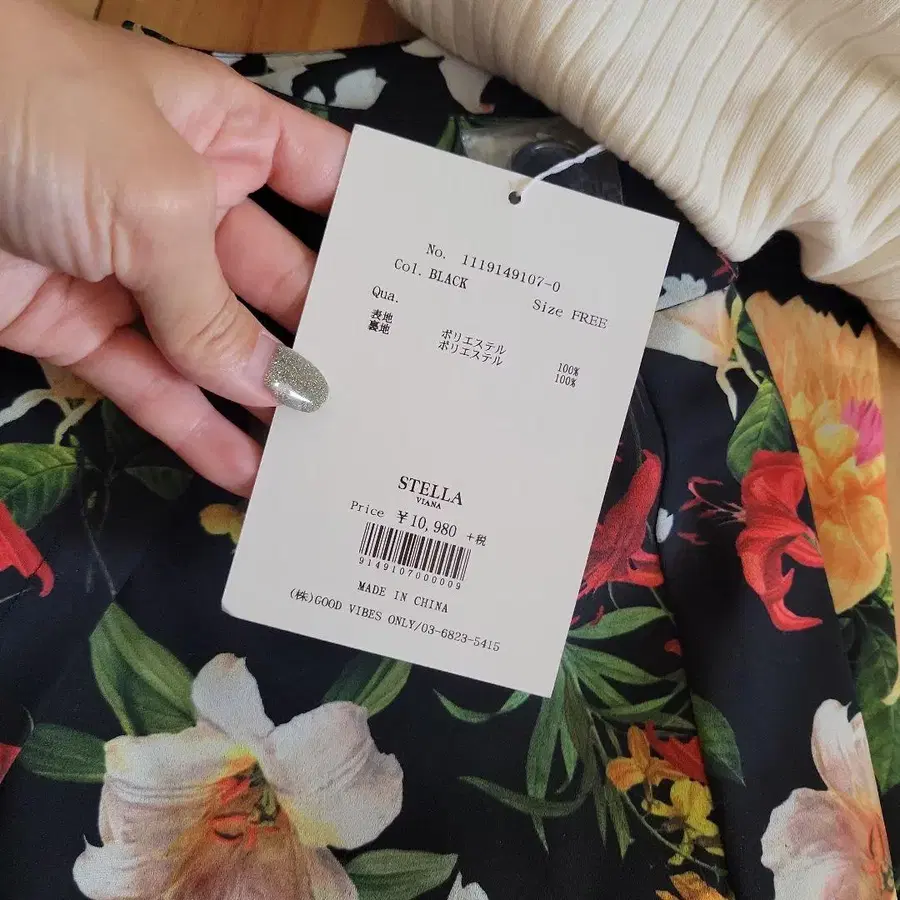 No. 1119149107-0
Col. BLACK Size FREE
Qua.
表地 ポリエステル 100%
裏地 ポリエステル 100%
STELLA
VIANA
Price ¥10,980 +税
9149107000009
MADE IN CHINA
(株)GOOD VIBES ONLY/03-6823-5415